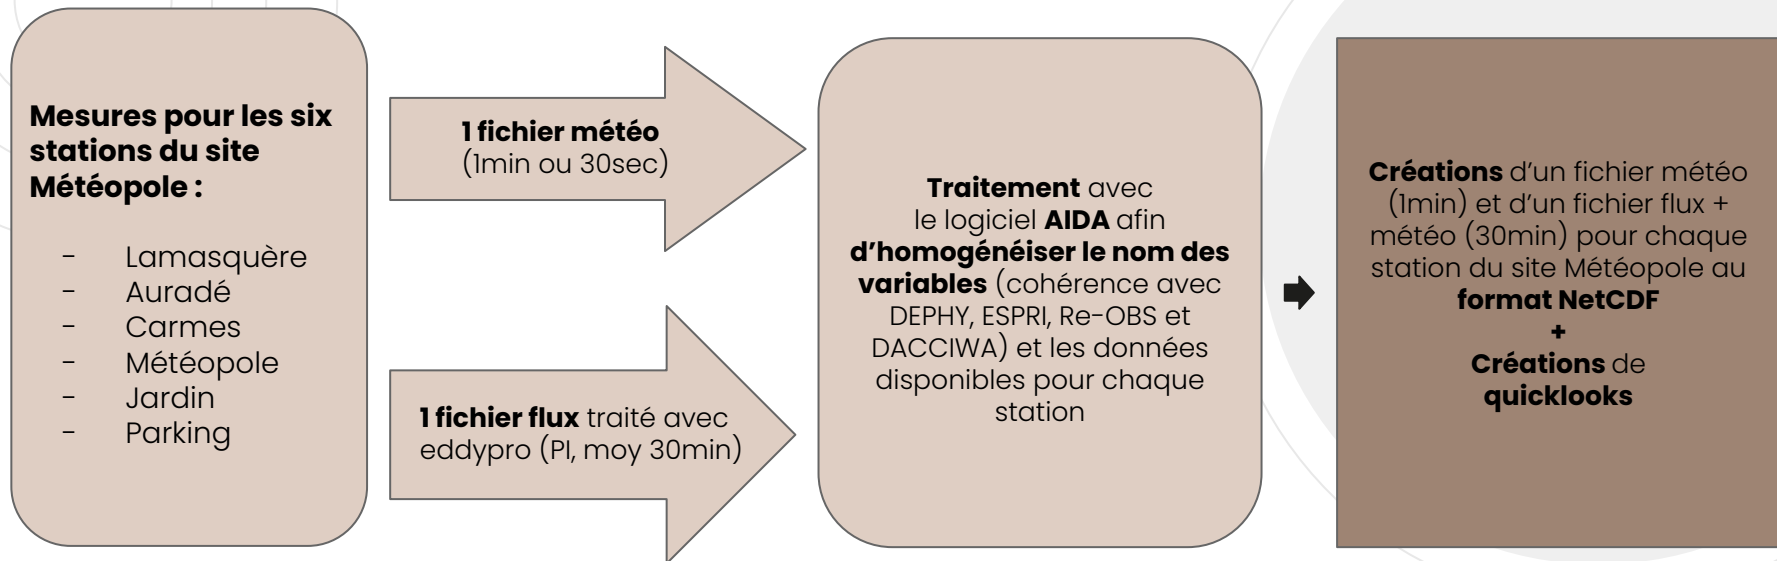 Mesures pour les six
stations du site
Météopole :
- Lamasquère
- Auradé
- Carmes
- Météopole
- Jardin
- Parking
1 fichier météo
(1min ou 30sec)
1 fichier flux traité avec
eddypro (PI, moy 30min)
Traitement avec
le logiciel AIDA afin
d’homogénéiser le nom des
variables (cohérence avec
DEPHY, ESPRI, Re-OBS et
DACCIWA) et les données
disponibles pour chaque
station
Créations d’un fichier météo
(1min) et d’un fichier flux +
météo (30min) pour chaque
station du site Météopole au
format NetCDF
+
Créations de
quicklooks